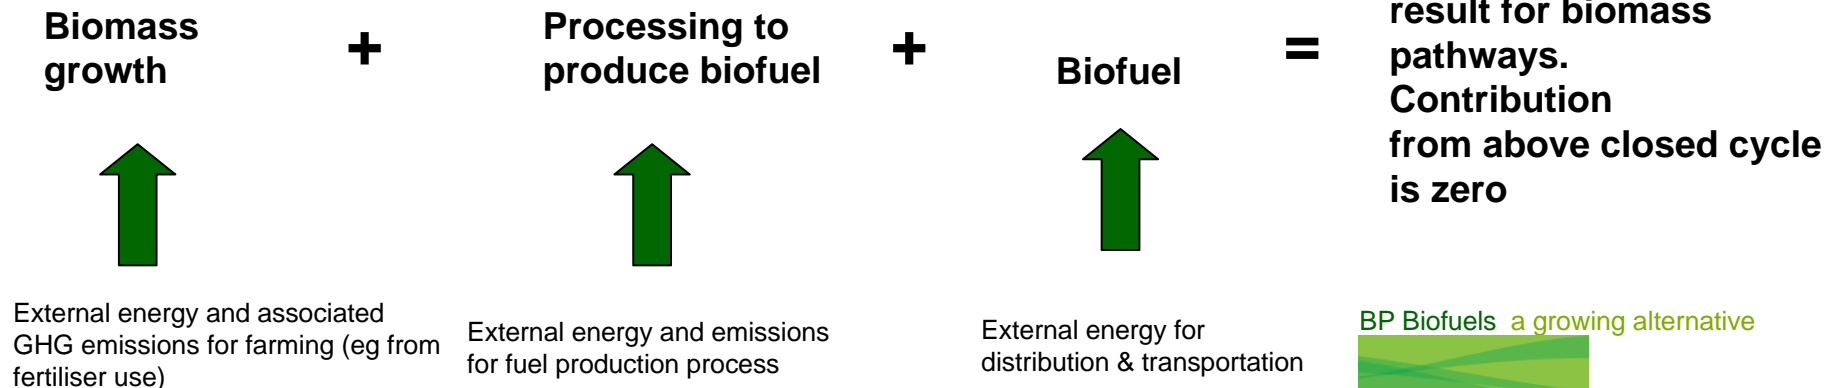 Biomass
growth
+
Processing to
produce biofuel
+
Biofuel
=
result for biomass
pathways.
Contribution
from above closed cycle
is zero
External energy and associated
GHG emissions for farming (eg from
fertiliser use)
External energy and emissions
for fuel production process
External energy for
distribution & transportation
BP Biofuels a growing alternative